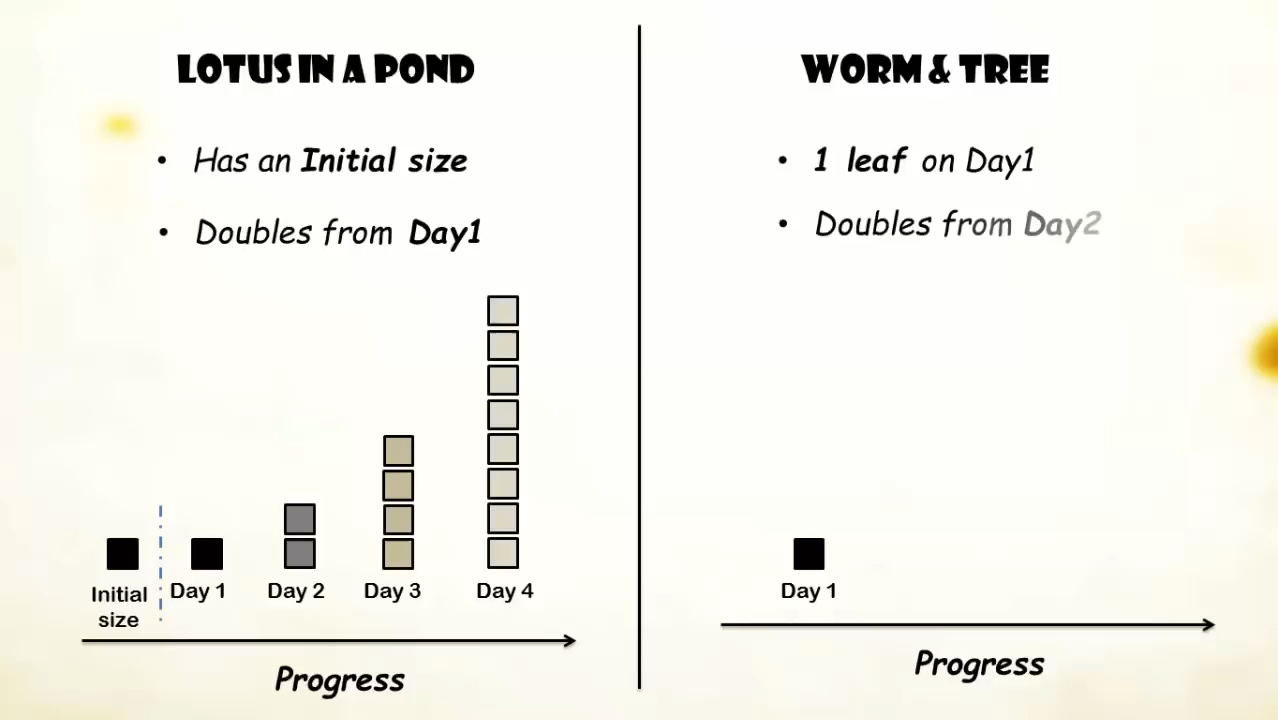 LOTUS IN A POND
• Has an Initial size
• Doubles from Day1
Initial size
Day 1
Day 2
Day 3
Day 4
Progress
WORM & TREE
• 1 leaf on Day1
• Doubles from Day2
Day 1
Progress